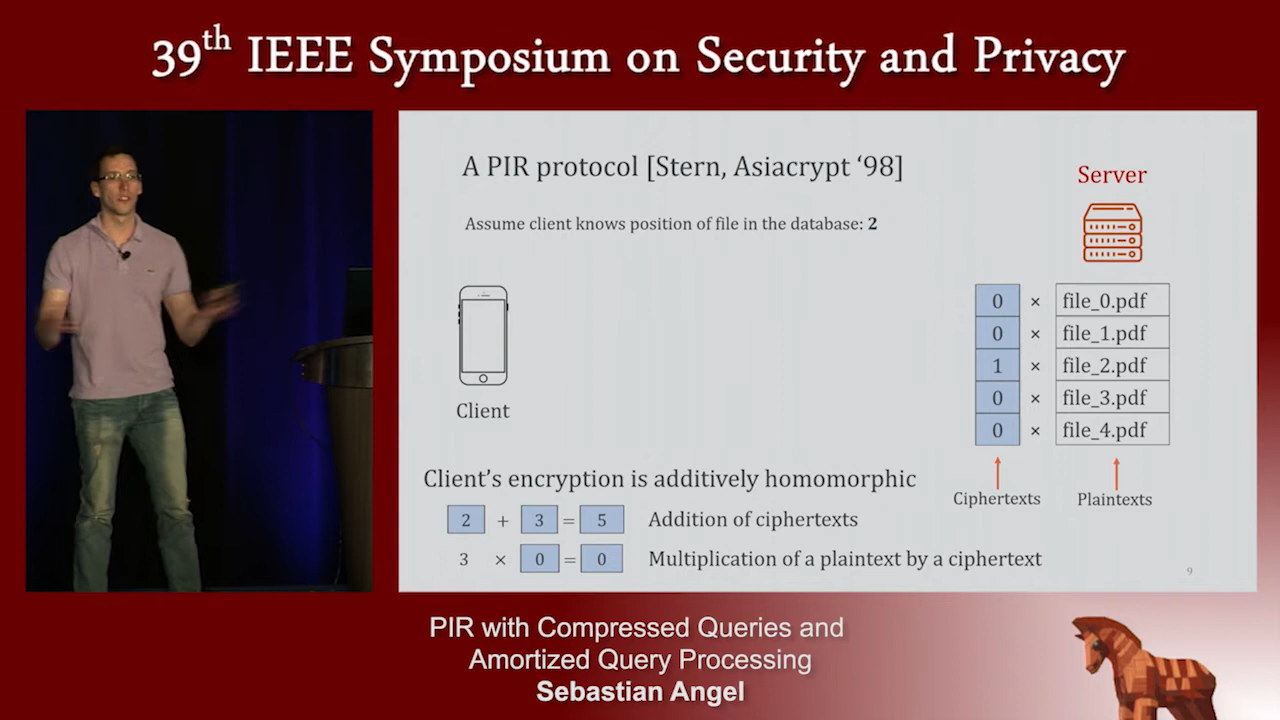 39th IEEE Symposium on Security and Privacy
A PIR protocol [Stern, Asiacrypt ‘98]
Server
Assume client knows position of file in the database: 2
0 × file_0.pdf
0 × file_1.pdf
1 × file_2.pdf
0 × file_3.pdf
0 × file_4.pdf
Client
Client’s encryption is additively homomorphic
Ciphertexts Plaintexts
2 + 3 = 5 Addition of ciphertexts
3 × 0 = 0 Multiplication of a plaintext by a ciphertext
9
PIR with Compressed Queries and
Amortized Query Processing
Sebastian Angel